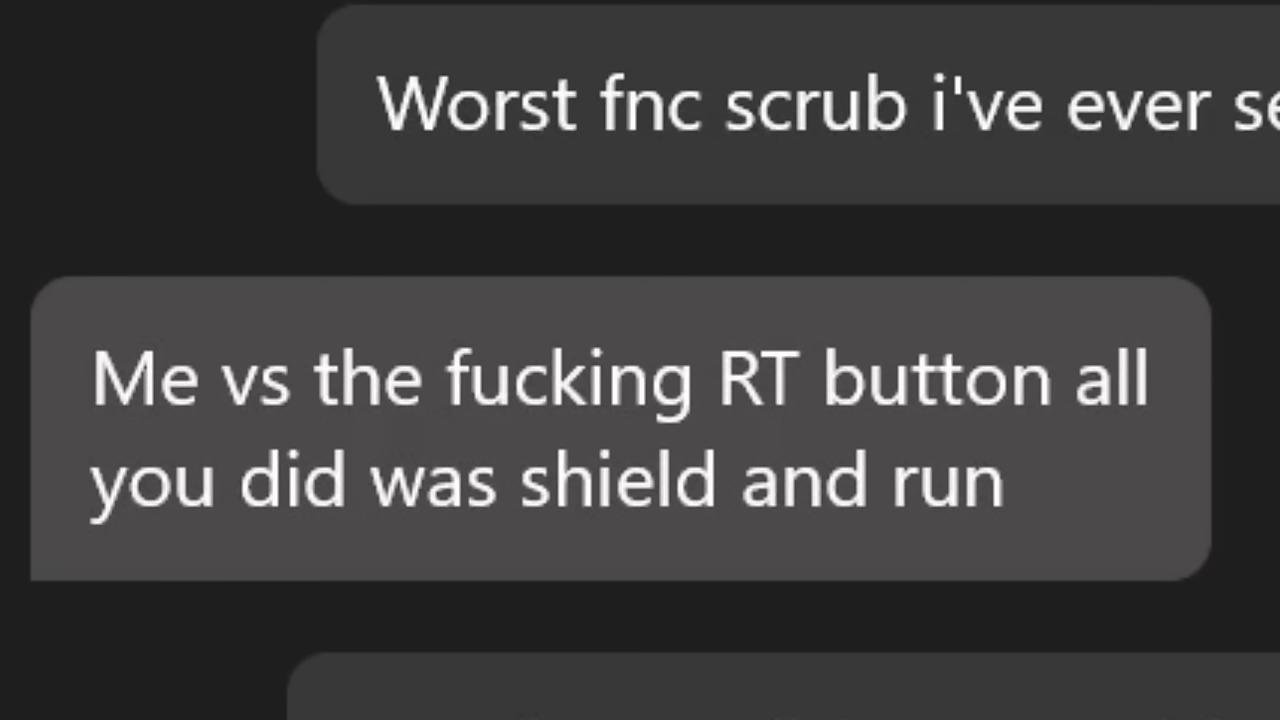 Worst fnc scrub i've ever
Me vs the fucking RT button all
you did was shield and run